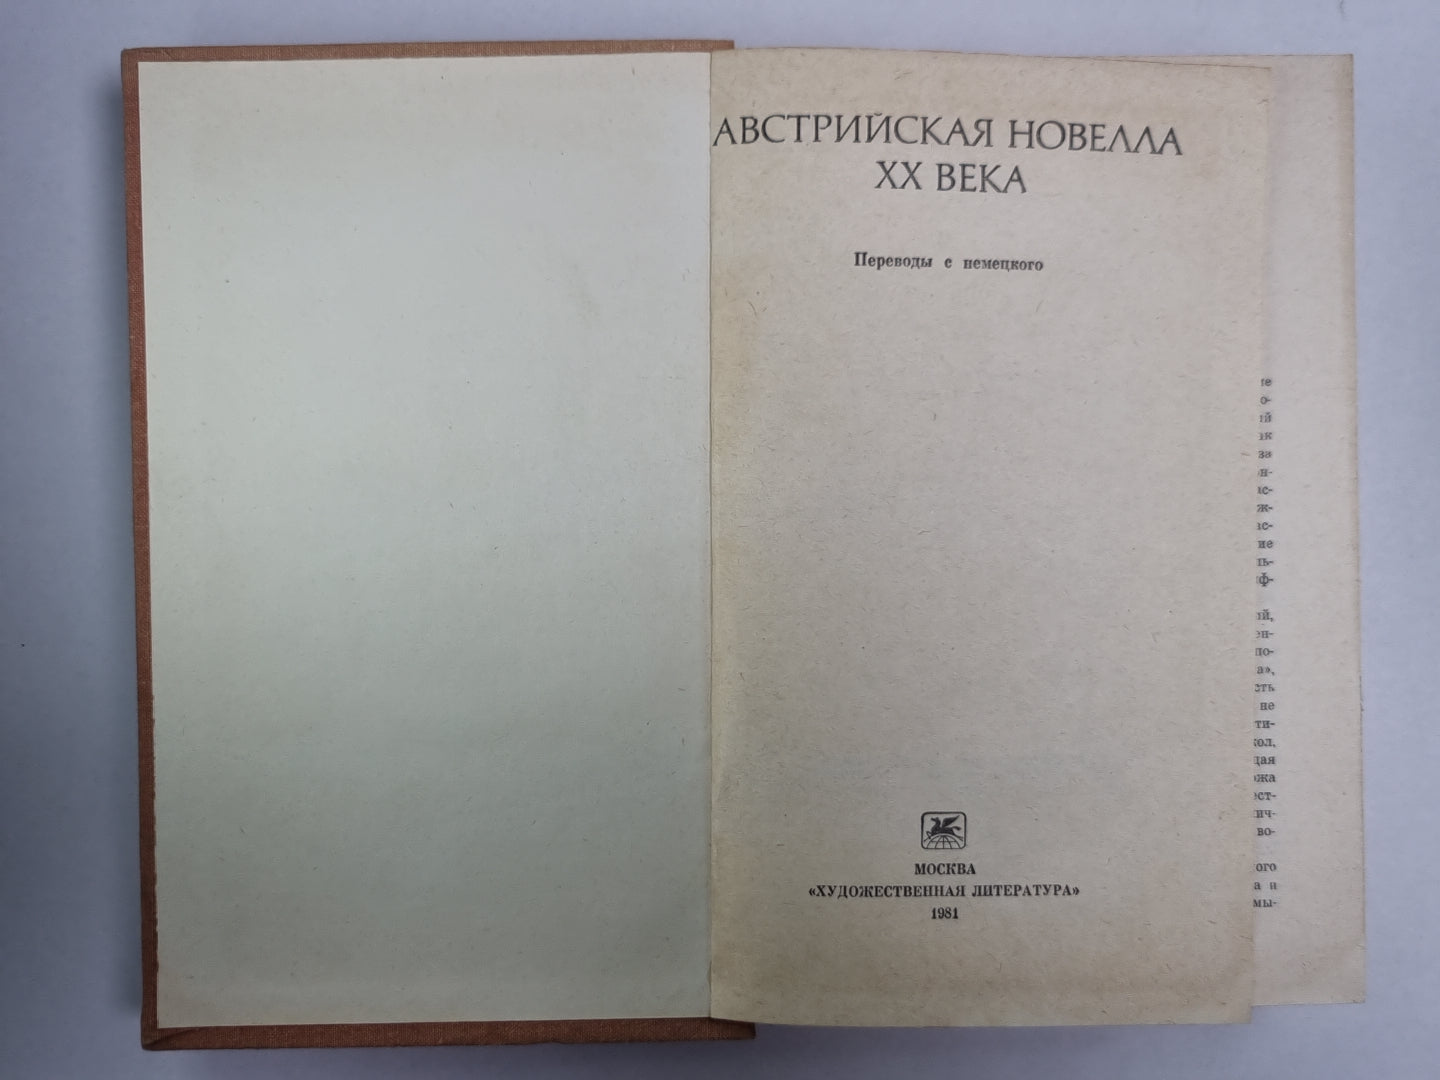 АВСТРИЙСКАЯ НОВЕЛЛА
XX ВЕКА
Переводы с немецкого
МОСКВА
«ХУДОЖЕСТВЕННАЯ ЛИТЕРАТУРА»
1981